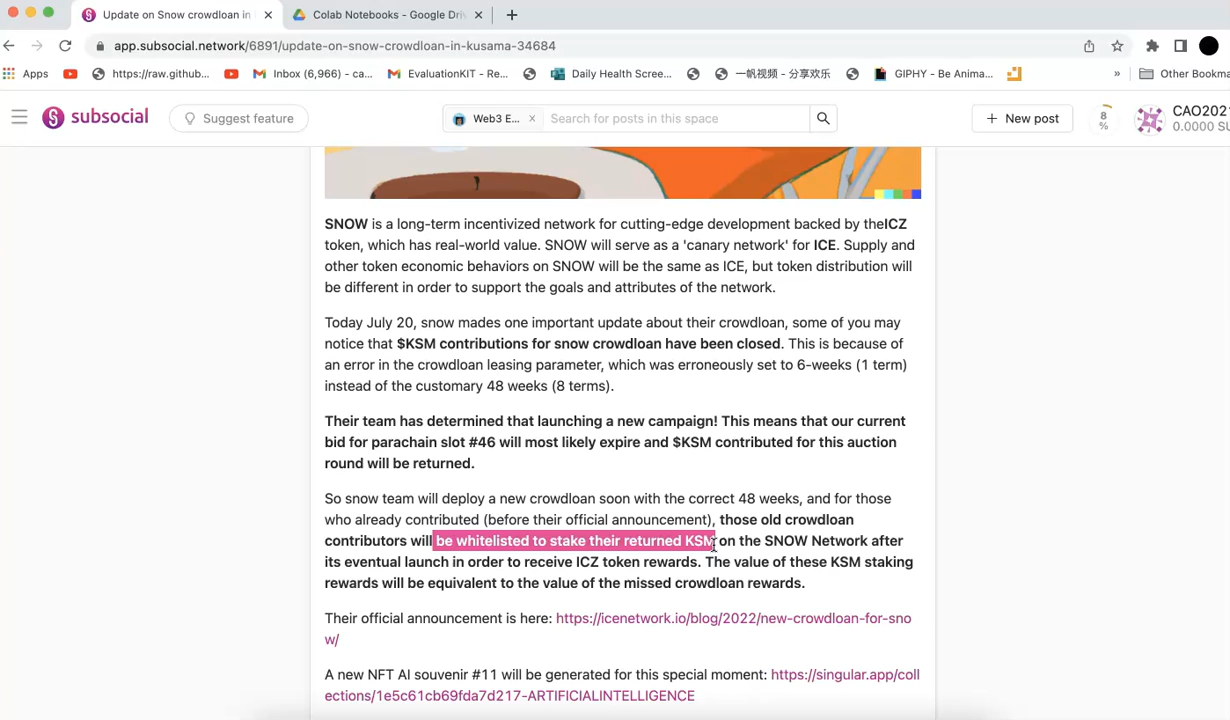 Update on Snow crowdloan in
Colab Notebooks - Google Dri
app.subsocial.network/6891/update-on-snow-crowdloan-in-kusama-34684
Apps
https://raw.github...
Inbox (6,966) - ca...
EvaluationKIT - Re...
Daily Health Scree...
一帆视频 - 分享欢乐
GIPHY - Be Anima...
»
Other Bookma
subsocial
Suggest feature
Web3 E... ×
Search for posts in this space
+ New post
8
%
CAO202
0.0000 SU
SNOW is a long-term incentivized network for cutting-edge development backed by theICZ
token, which has real-world value. SNOW will serve as a 'canary network' for ICE. Supply and
other token economic behaviors on SNOW will be the same as ICE, but token distribution will
be different in order to support the goals and attributes of the network.
Today July 20, snow mades one important update about their crowdloan, some of you may
notice that $KSM contributions for snow crowdloan have been closed. This is because of
an error in the crowdloan leasing parameter, which was erroneously set to 6-weeks (1 term)
instead of the customary 48 weeks (8 terms).
Their team has determined that launching a new campaign! This means that our current
bid for parachain slot #46 will most likely expire and $KSM contributed for this auction
round will be returned.
So snow team will deploy a new crowdloan soon with the correct 48 weeks, and for those
who already contributed (before their official announcement), those old crowdloan
contributors will be whitelisted to stake their returned KSM on the SNOW Network after
its eventual launch in order to receive ICZ token rewards. The value of these KSM staking
rewards will be equivalent to the value of the missed crowdloan rewards.
Their official announcement is here: https://icenetwork.io/blog/2022/new-crowdloan-for-sno
w/
A new NFT AI souvenir #11 will be generated for this special moment: https://singular.app/coll
ections/1e5c61cb69fda7d217-ARTIFICIALINTELLIGENCE